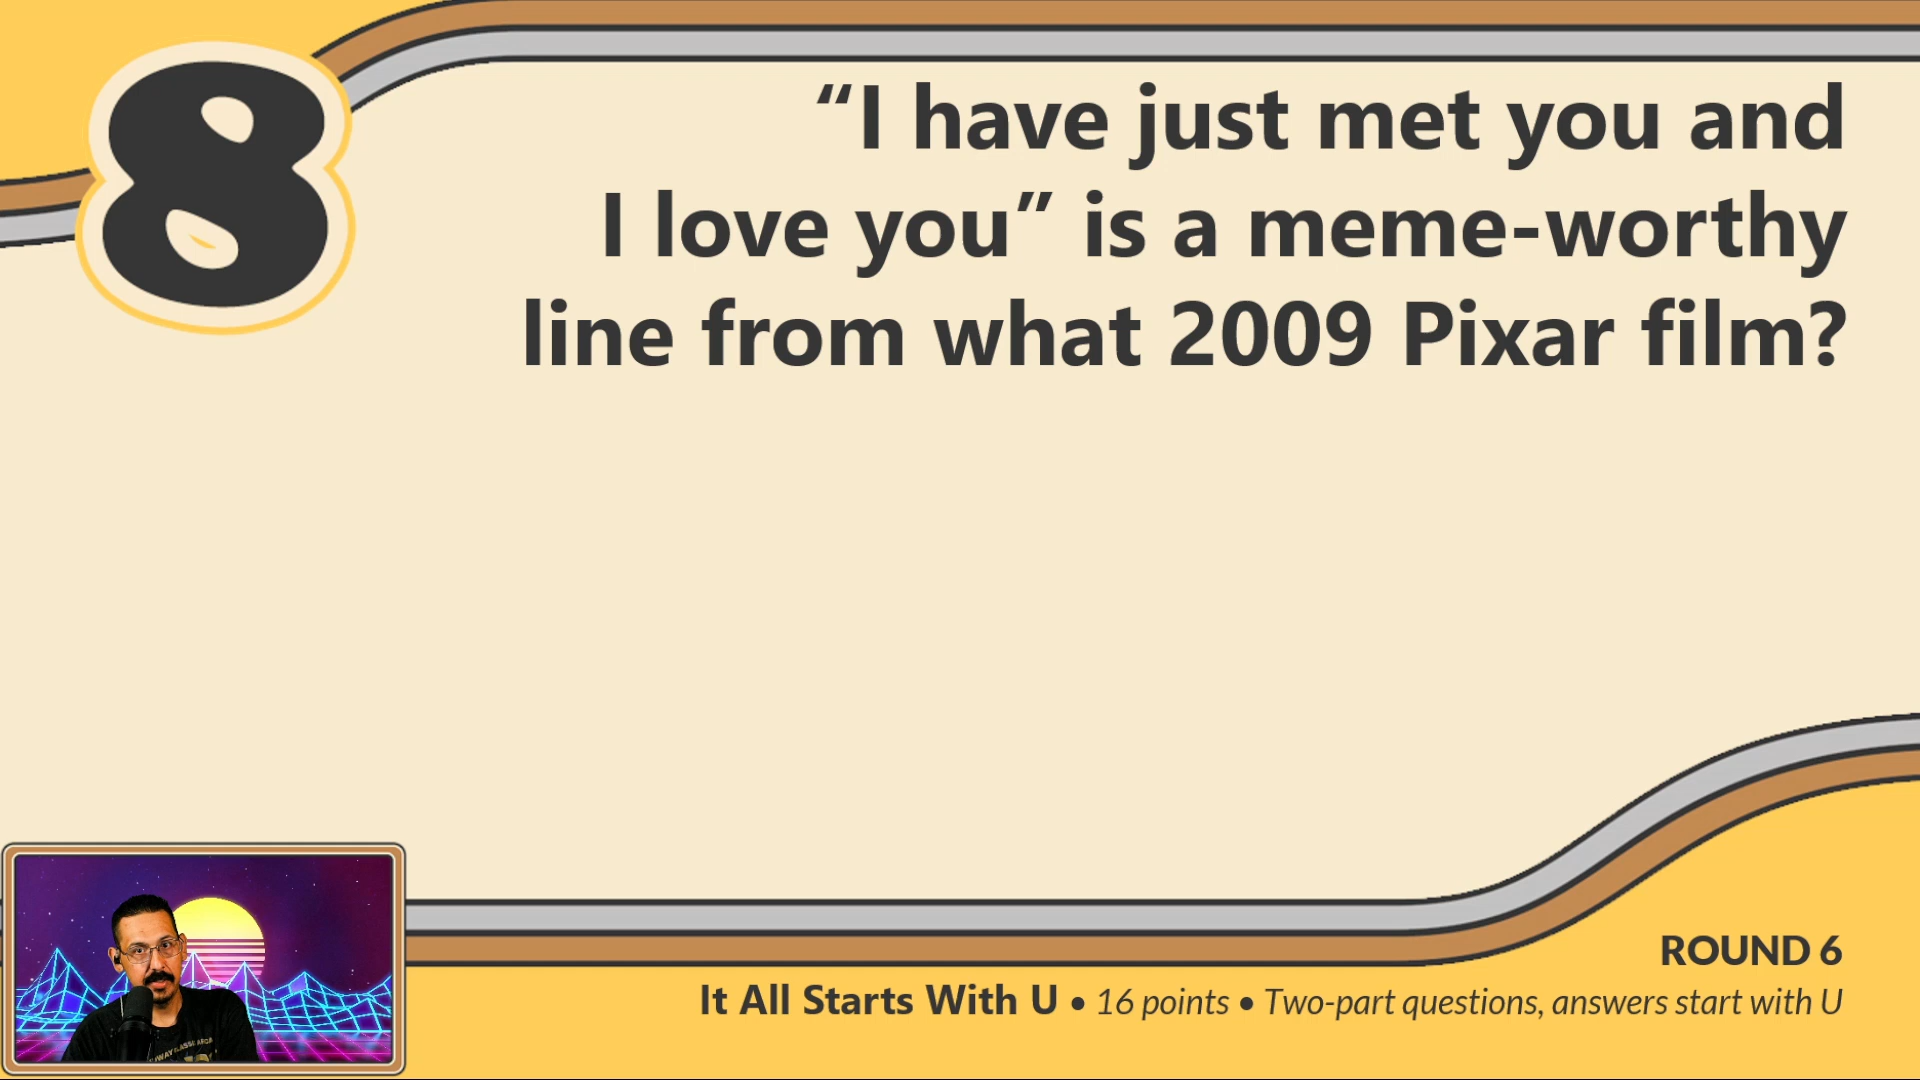 8
“I have just met you and
I love you” is a meme-worthy
line from what 2009 Pixar film?
ROUND 6
It All Starts With U • 16 points • Two-part questions, answers start with U